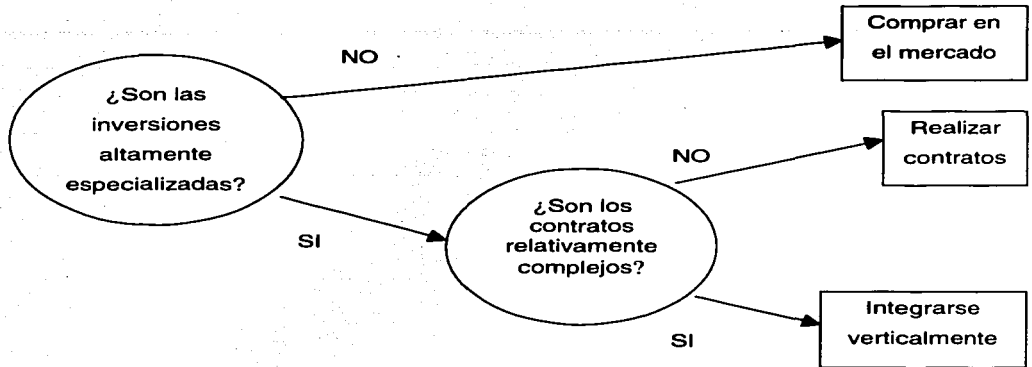 ¿Son las
inversiones
altamente
especializadas?
NO
Comprar en
el mercado
SI
¿Son los
contratos
relativamente
complejos?
NO
Realizar
contratos
SI
Integrarse
verticalmente